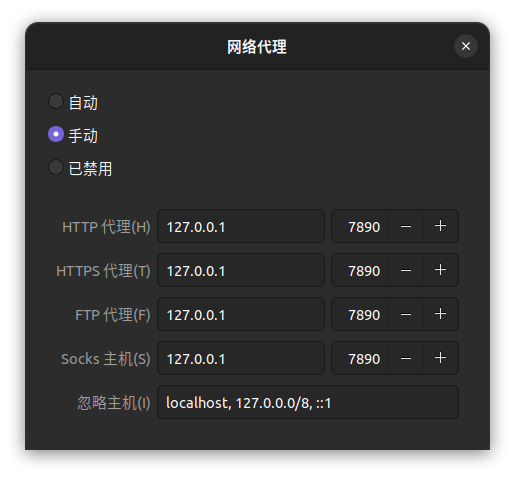 网络代理
自动
手动
已禁用
HTTP 代理(H) 127.0.0.1 7890 − +
HTTPS 代理(T) 127.0.0.1 7890 − +
FTP 代理(F) 127.0.0.1 7890 − +
Socks 主机(S) 127.0.0.1 7890 − +
忽略主机(I) localhost, 127.0.0.0/8, ::1